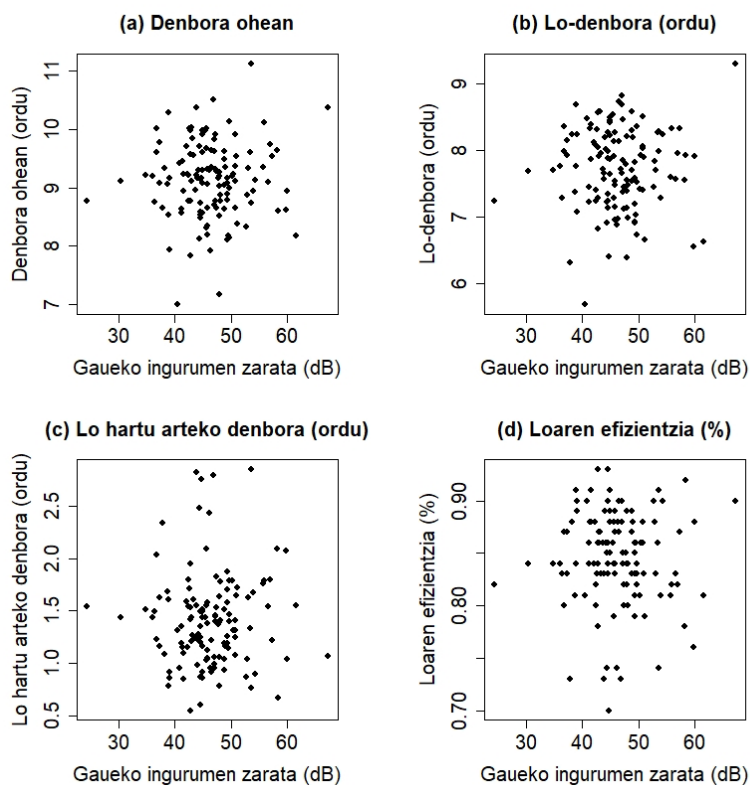 (a) Denbora ohean
Denbora ohean (ordu)
11
10
9
8
7
30 40 50 60
Gaueko ingurumen zarata (dB)
(b) Lo-denbora (ordu)
Lo-denbora (ordu)
9
8
7
6
30 40 50 60
Gaueko ingurumen zarata (dB)
(c) Lo hartu arteko denbora (ordu)
Lo hartu arteko denbora (ordu)
2.5
2.0
1.5
1.0
0.5
30 40 50 60
Gaueko ingurumen zarata (dB)
(d) Loaren efizientzia (%)
Loaren efizientzia (%)
0.90
0.80
0.70
30 40 50 60
Gaueko ingurumen zarata (dB)